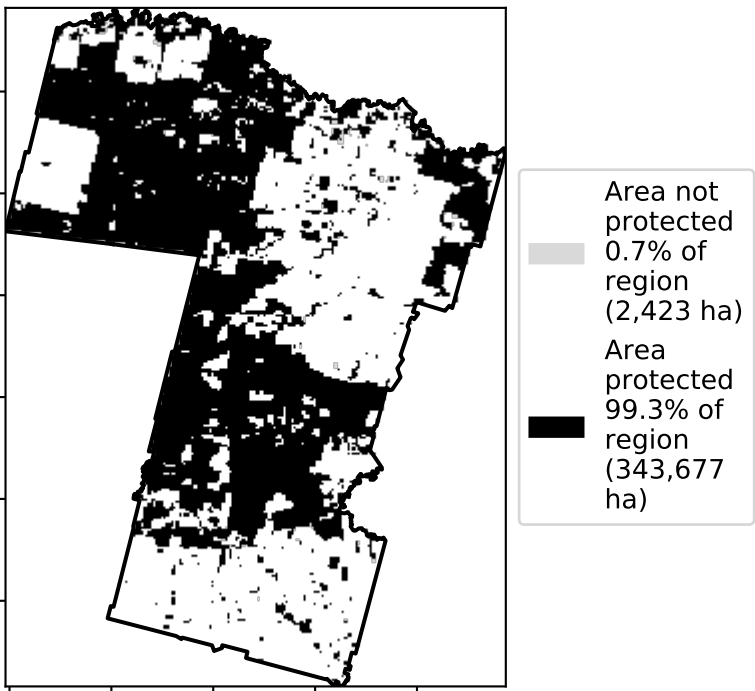 Area not
protected
0.7% of
region
(2,423 ha)
Area
protected
99.3% of
region
(343,677
ha)